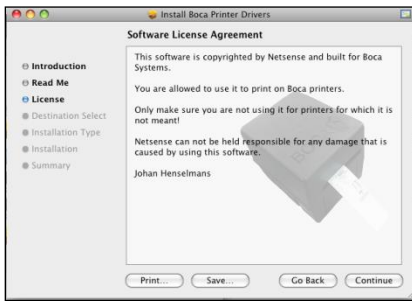 Install Boca Printer Drivers
Software License Agreement
Introduction
Read Me
License
Destination Select
Installation Type
Installation
Summary
This software is copyrighted by Netsense and built for Boca
Systems.
You are allowed to use it to print on Boca printers.
Only make sure you are not using it for printers for which it is
not meant!
Netsense can not be held responsible for any damage that is
caused by using this software.
Johan Henselmans
Print...
Save...
Go Back
Continue